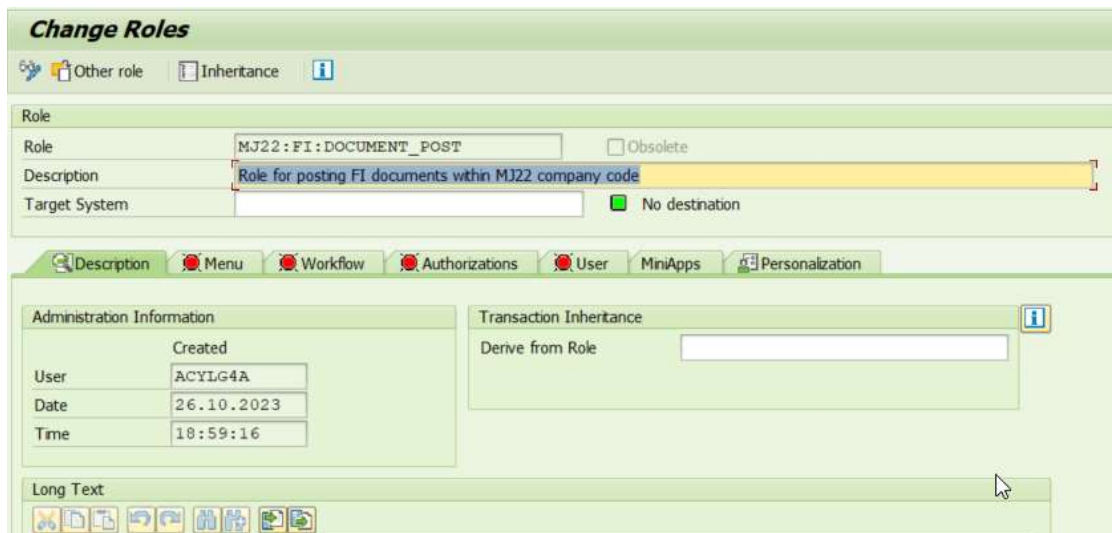 Change Roles
Other role Inheritance
Role
Role MJ22:FI:DOCUMENT_POST Obsolete
Description Role for posting FI documents within MJ22 company code
Target System No destination
Description Menu Workflow Authorizations User MiniApps Personalization
Administration Information Transaction Inheritance
Created Derive from Role
User ACYLG4A
Date 26.10.2023
Time 18:59:16
Long Text